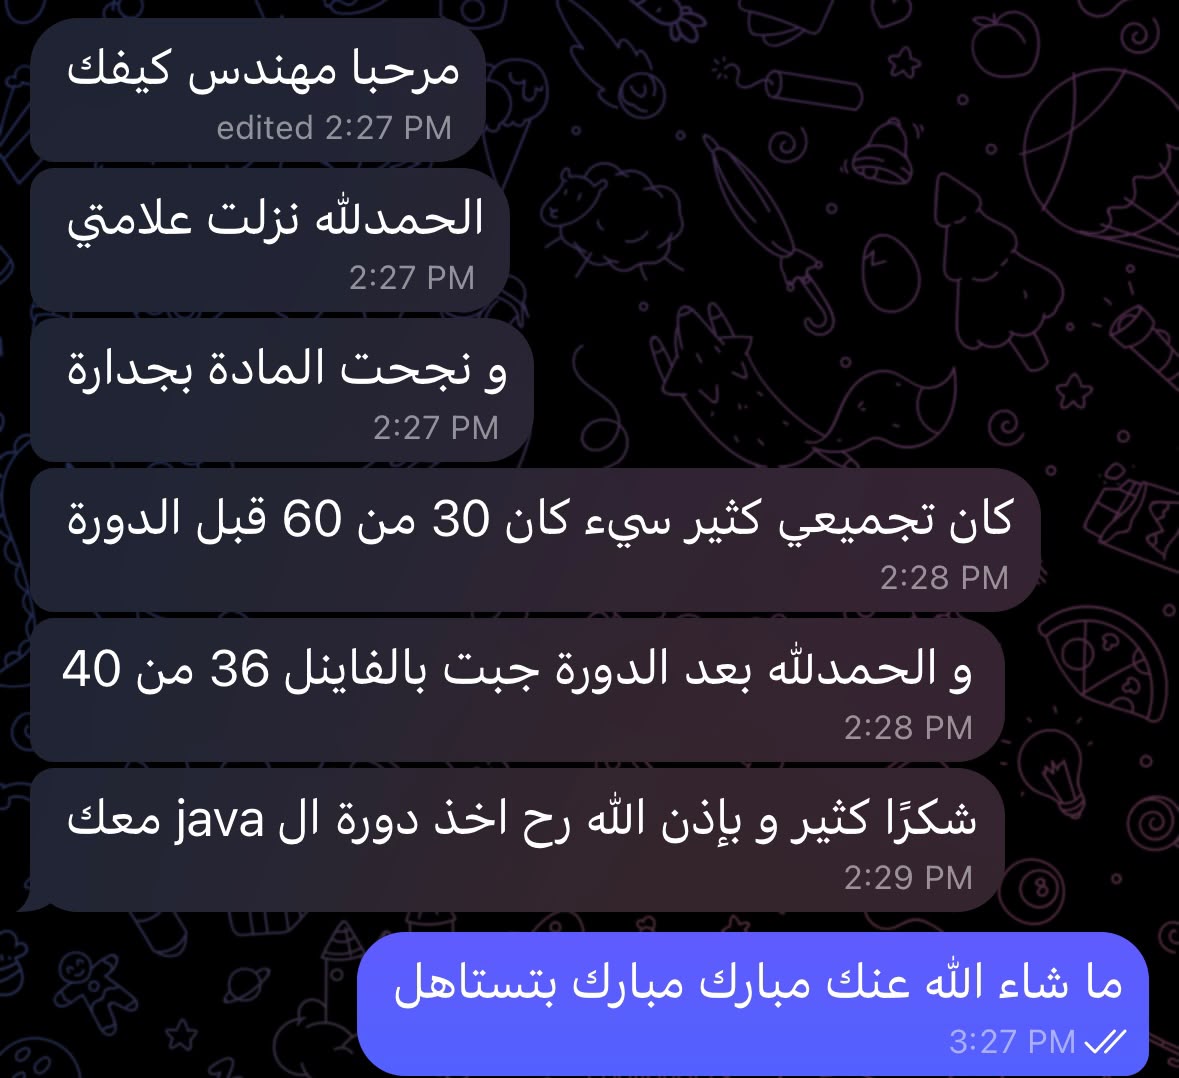 مرحبا مهندس كيفك
edited 2:27 PM
الحمدلله نزلت علامتي
2:27 PM
و نجحت المادة بجدارة
2:27 PM
كان تجميعي كثير سيء كان 30 من 60 قبل الدورة
2:28 PM
و الحمدلله بعد الدورة جبت بالفاينل 36 من 40
2:28 PM
شكرًا كثير و بإذن الله رح اخذ دورة ال java معك
2:29 PM
ما شاء الله عنك مبارك مبارك بتستاهل
3:27 PM